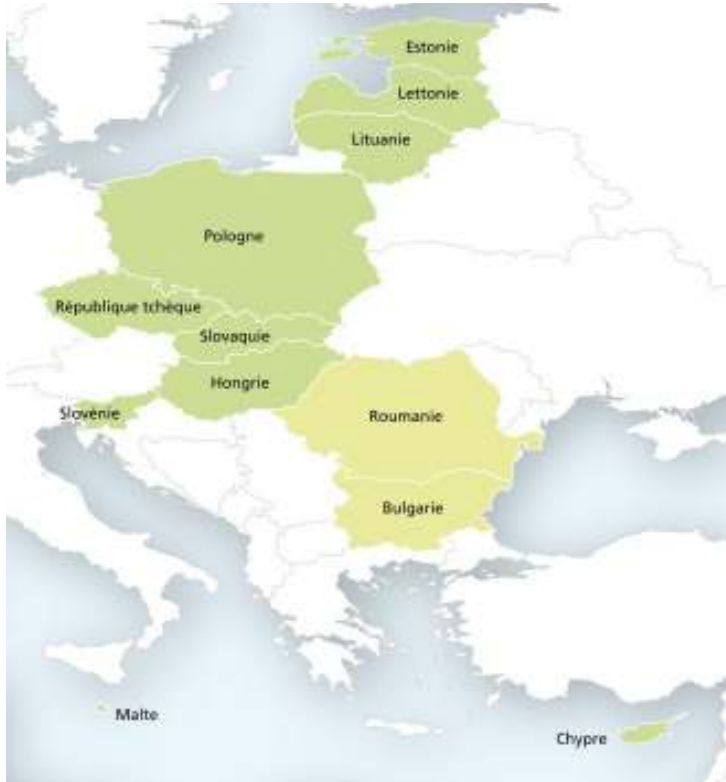 Estonie
Lettonie
Lituanie
Pologne
République tchèque
Slovaquie
Hongrie
Slovénie
Roumanie
Bulgarie
Malte
Chypre